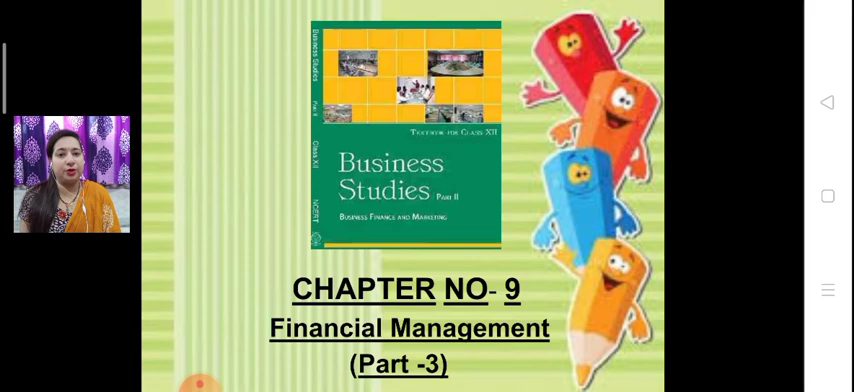 Business Studies
Part II
Class XII
NCERT
TEXTBOOK FOR CLASS XII
Business
Studies PART II
BUSINESS FINANCE AND MARKETING
CHAPTER NO- 9
Financial Management
(Part -3)